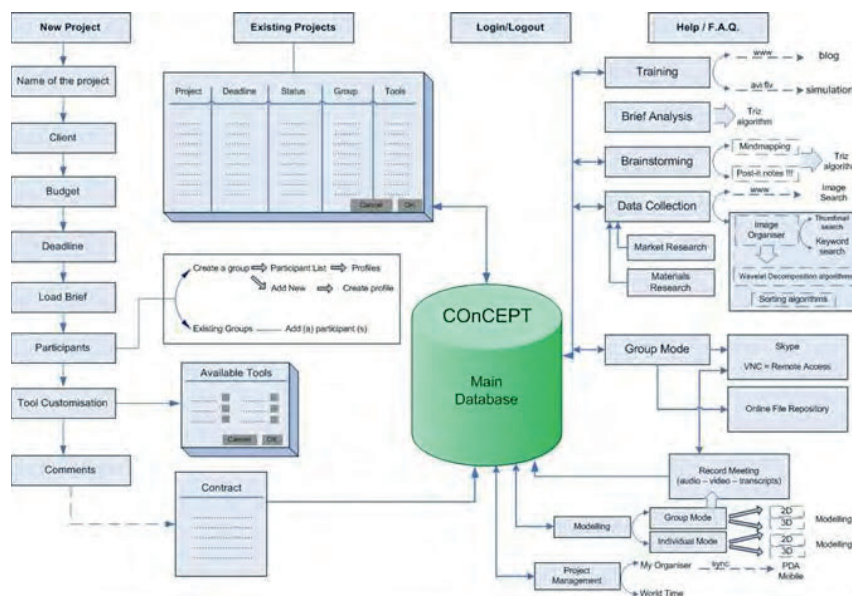 New Project
Existing Projects
Login/Logout
Help / F.A.Q.
Name of the project
Client
Budget
Deadline
Load Brief
Participants
Tool Customisation
Comments
Project Deadline Status Group Tools
Cancel OK
Create a group Participant List Profiles
Add New Create profile
Existing Groups Add (a) participant (s)
Available Tools
Cancel OK
Contract
COnCEPT
Main
Database
Training
www
blog
avi flv
simulation
Brief Analysis
Triz
algorithm
Brainstorming
Mindmapping
Post-it notes !!!
Triz
algorithm
Data Collection
www
Image
Search
Market Research
Materials
Research
Image
Organiser
Thumbnail
search
Keyword
search
Wavelet Decomposition algorithms
Sorting algorithms
Group Mode
Skype
VNC = Remote Access
Online File Repository
Record Meeting
(audio – video – transcripts)
Modelling
Group Mode
2D
3D
Modelling
Individual Mode
2D
3D
Modelling
Project
Management
My Organiser
sync
PDA
Mobile
World Time